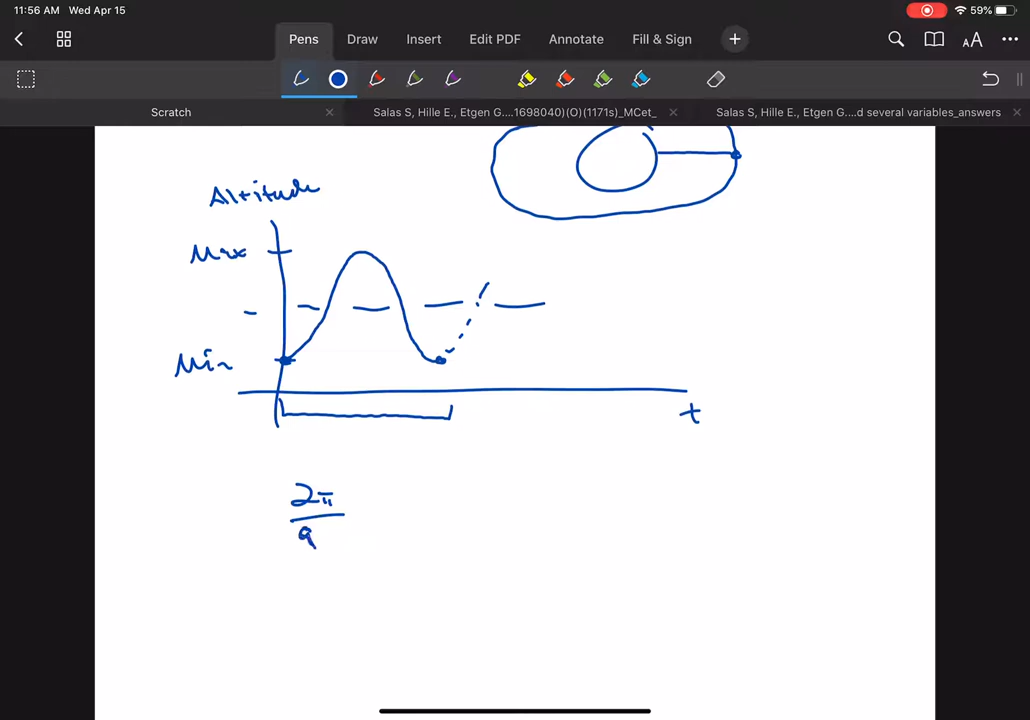 11:56 AM Wed Apr 15
59%
Pens Draw Insert Edit PDF Annotate Fill & Sign
Scratch
Salas S, Hille E., Etgen G....1698040)(O)(1171s)_MCet_
Salas S, Hille E., Etgen G....d several variables_answers
Altitude
Max
Min
t
2π
9